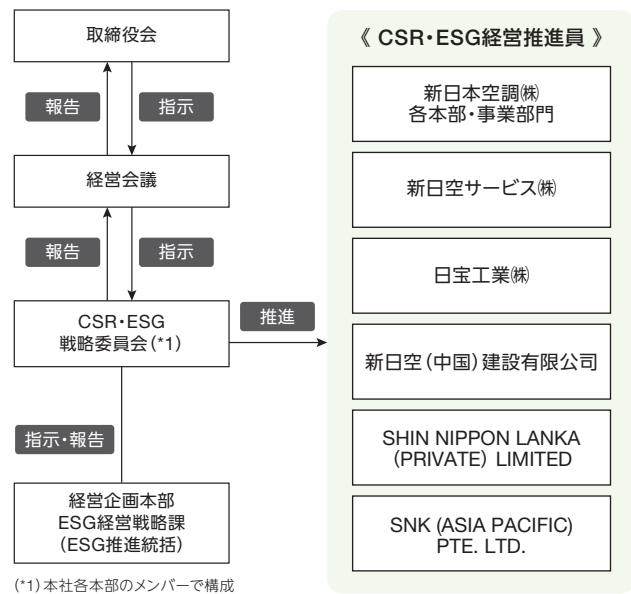 取締役会
報告
指示
経営会議
報告
指示
CSR・ESG
戦略委員会(*1)
推進
指示・報告
経営企画本部
ESG経営戦略課
(ESG推進統括)
(*1)本社各本部のメンバーで構成
《 CSR・ESG経営推進員 》
新日本空調㈱
各本部・事業部門
新日空サービス㈱
日宝工業㈱
新日空(中国)建設有限公司
SHIN NIPPON LANKA
(PRIVATE) LIMITED
SNK (ASIA PACIFIC)
PTE. LTD.